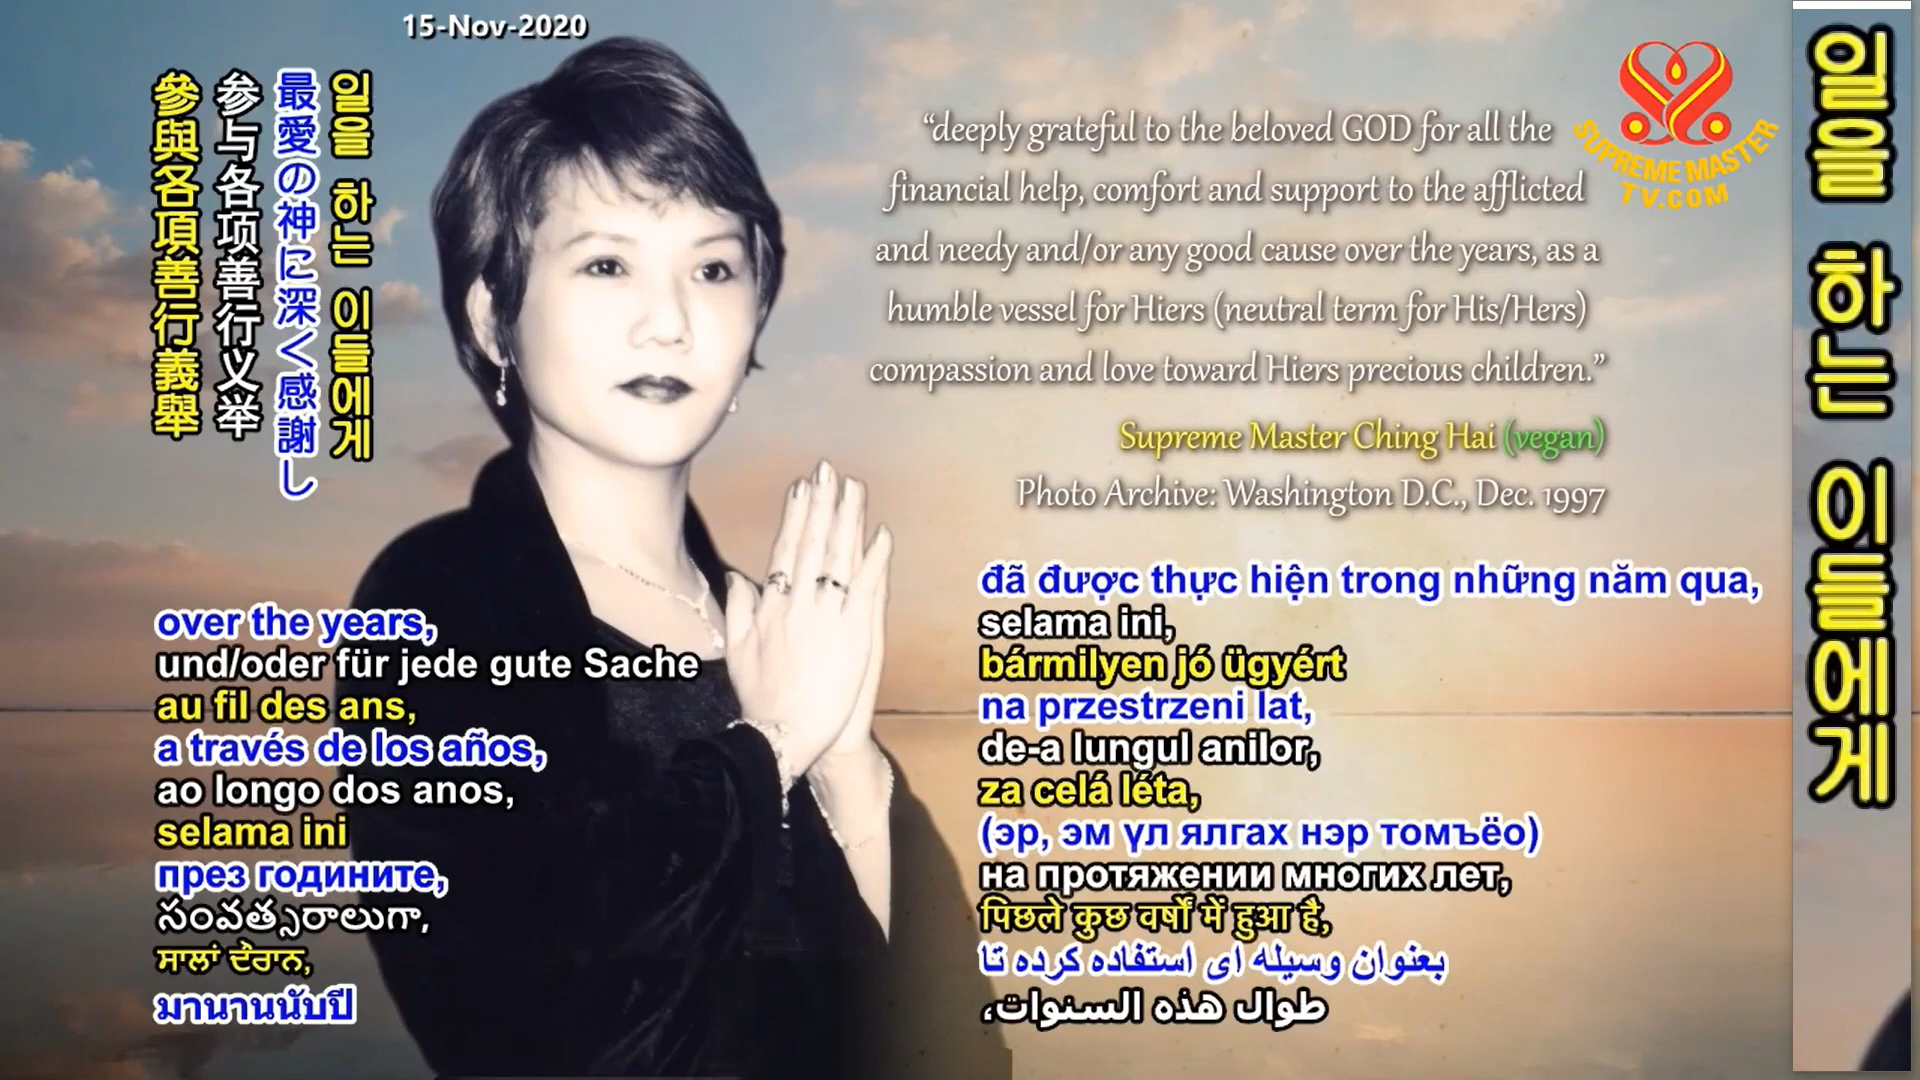 15-Nov-2020
參與各項善行義舉
参与各项善行义举
最愛の神に深く感謝し
일을 하는 이들에게
“deeply grateful to the beloved GOD for all the
financial help, comfort and support to the afflicted
and needy and/or any good cause over the years, as a
humble vessel for Hiers (neutral term for His/Hers)
compassion and love toward Hiers precious children.”
Supreme Master Ching Hai (vegan)
Photo Archive: Washington D.C., Dec. 1997
SUPREME MASTER
TV.COM
over the years,
und/oder für jede gute Sache
au fil des ans,
a través de los años,
ao longo dos anos,
selama ini
през годините,
సంవత్సరాలుగా,
ਸਾਲਾਂ ਦੌਰਾਨ,
มานานนับปี
đã được thực hiện trong những năm qua,
selama ini,
bármilyen jó ügyért
na przestrzeni lat,
de-a lungul anilor,
za celá léta,
(эр, эм үл ялгах нэр томъёо)
на протяжении многих лет,
पिछले कुछ वर्षों में हुआ है,
بعنوان وسیله ای استفاده کرده تا
طوال هذه السنوات،
일을 하는 이들에게